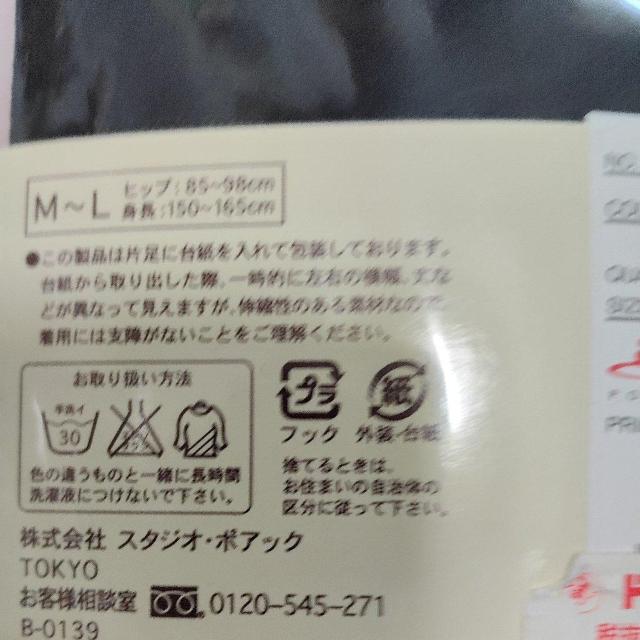 M～L
ヒップ：85～98cm
身長：150～165cm
●この製品は片足に台紙を入れて包装しております。
台紙から取り出した際、一時的に左右の横幅、丈な
どが異なって見えますが、伸縮性のある素材なので
着用には支障がないことをご理解ください。
お取り扱い方法
手洗イ
30
色の違うものと一緒に長時間
洗濯液につけないで下さい。
プラ
フック
紙
外装・台紙
捨てるときは、
お住まいの自治体の
区分に従って下さい。
株式会社 スタジオ・ポアック
TOKYO
お客様相談室 0120-545-271
B-0139
NO.